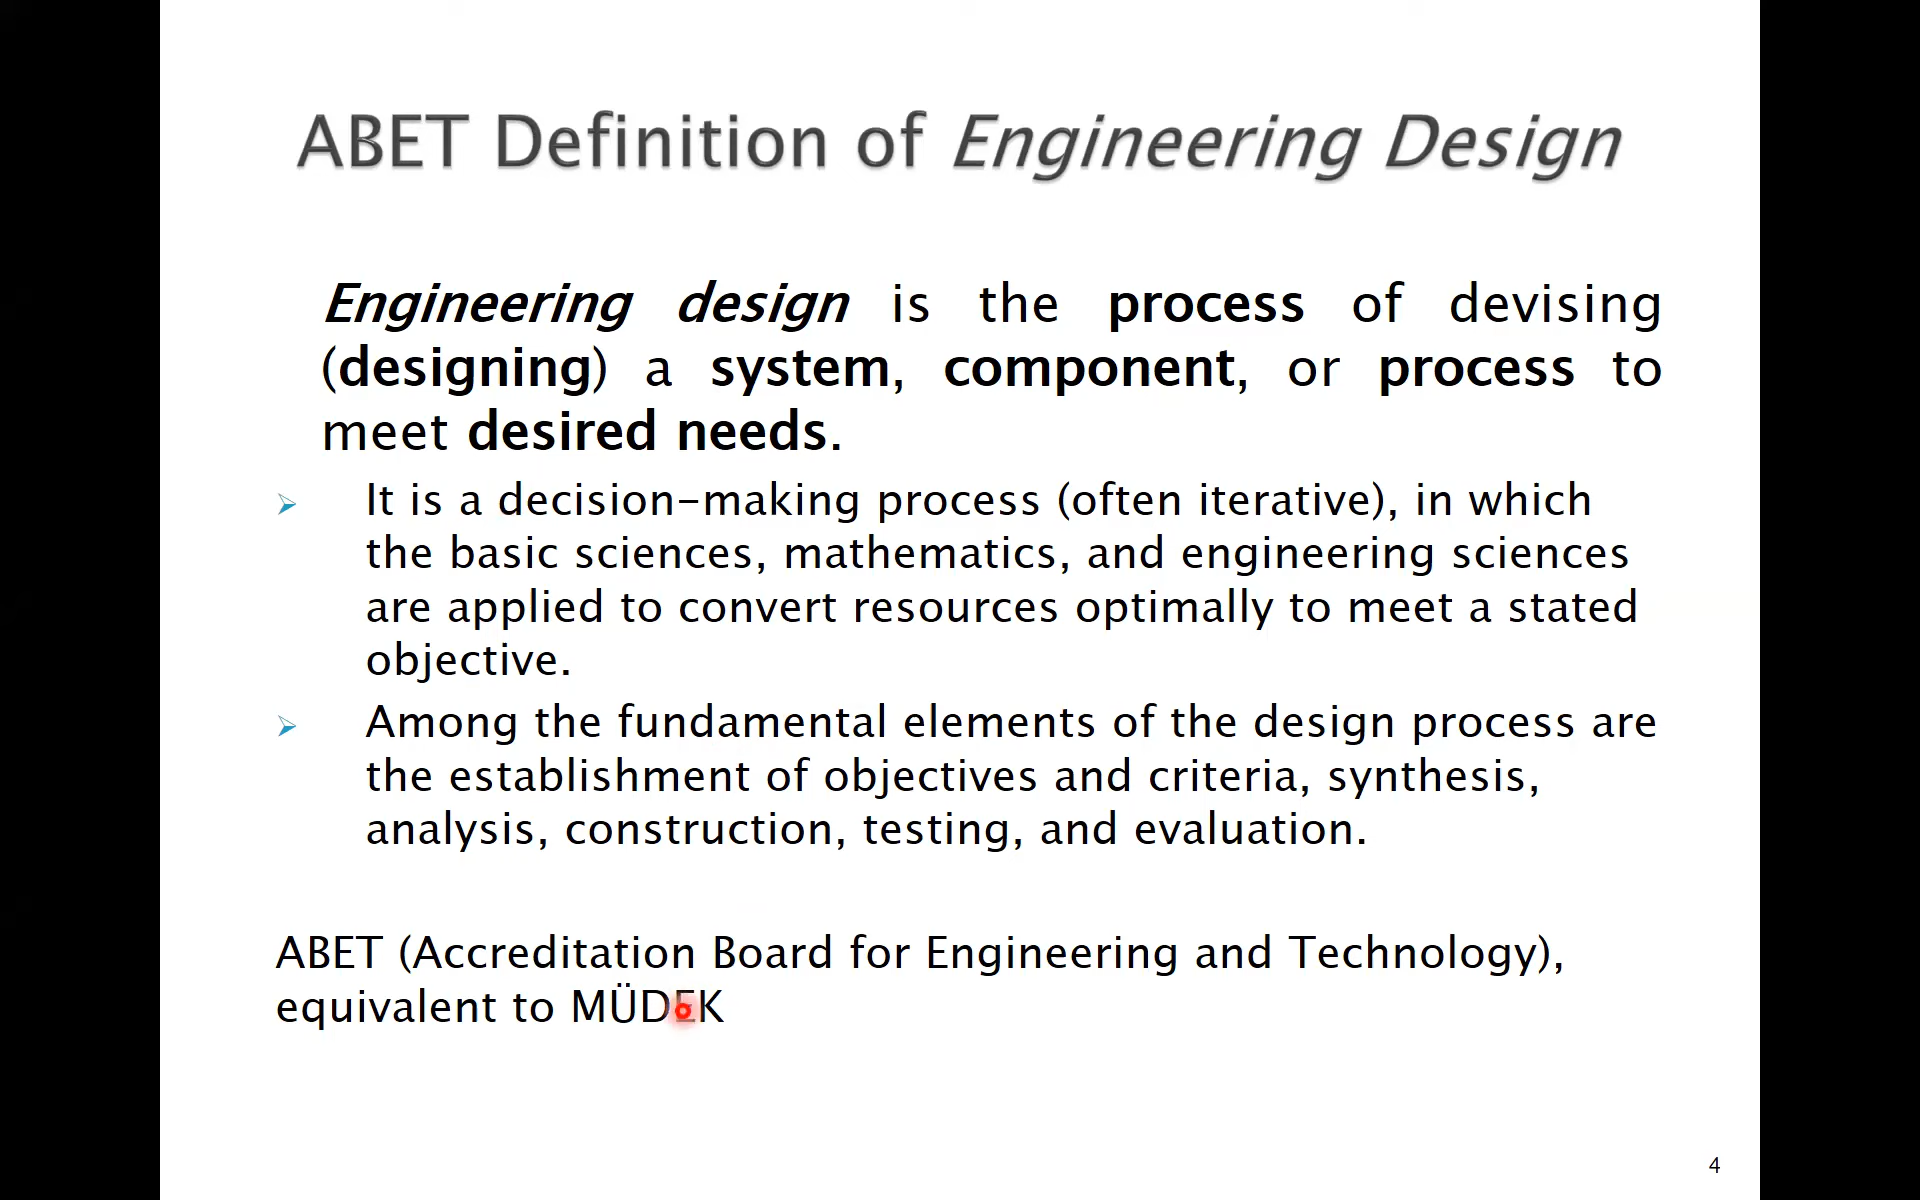 ABET Definition of Engineering Design
Engineering design is the process of devising
(designing) a system, component, or process to
meet desired needs.
It is a decision-making process (often iterative), in which
the basic sciences, mathematics, and engineering sciences
are applied to convert resources optimally to meet a stated
objective.
Among the fundamental elements of the design process are
the establishment of objectives and criteria, synthesis,
analysis, construction, testing, and evaluation.
ABET (Accreditation Board for Engineering and Technology),
equivalent to MÜDEK
4